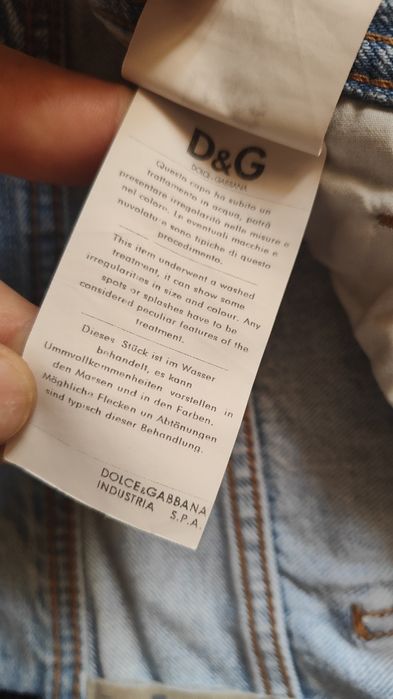 D&G
DOLCE & GABBANA
Questo capo ha subito un
trattamento in acqua, potrà
presentare irregolarità nelle misure e
nel colore. Le eventuali macchie e
nuvolature sono tipiche di questo
procedimento.
This item underwent a washed
treatment, it can show some
irregularities in size and colour. Any
spots or splashes have to be
considered peculiar features of the
treatment.
Dieses Stück ist im Wasser
behandelt, es kann
Ummvollkommenheiten vorstellen in
den Massen und in den Farben.
Mögliche Flecken un Abtönungen
sind typisch dieser Behandlung.
DOLCE&GABBANA
INDUSTRIA S.P.A.